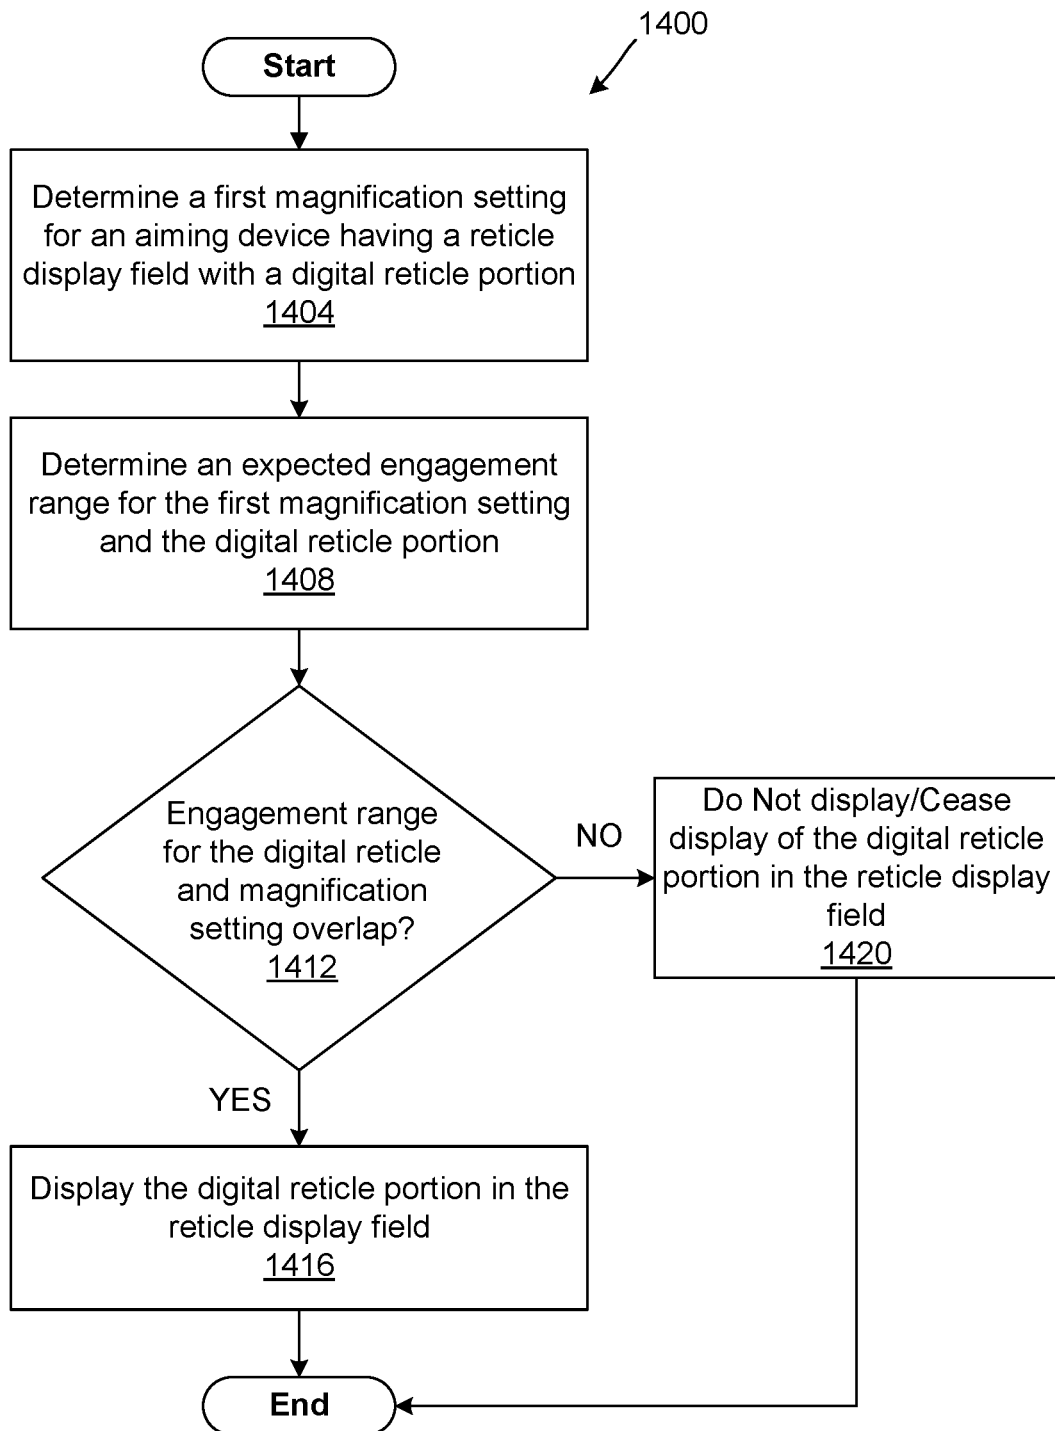 1400
Start
Determine a first magnification setting
for an aiming device having a reticle
display field with a digital reticle portion
1404
Determine an expected engagement
range for the first magnification setting
and the digital reticle portion
1408
Engagement range
for the digital reticle
and magnification
setting overlap?
1412
NO
Do Not display/Cease
display of the digital reticle
portion in the reticle display
field
1420
YES
Display the digital reticle portion in the
reticle display field
1416
End